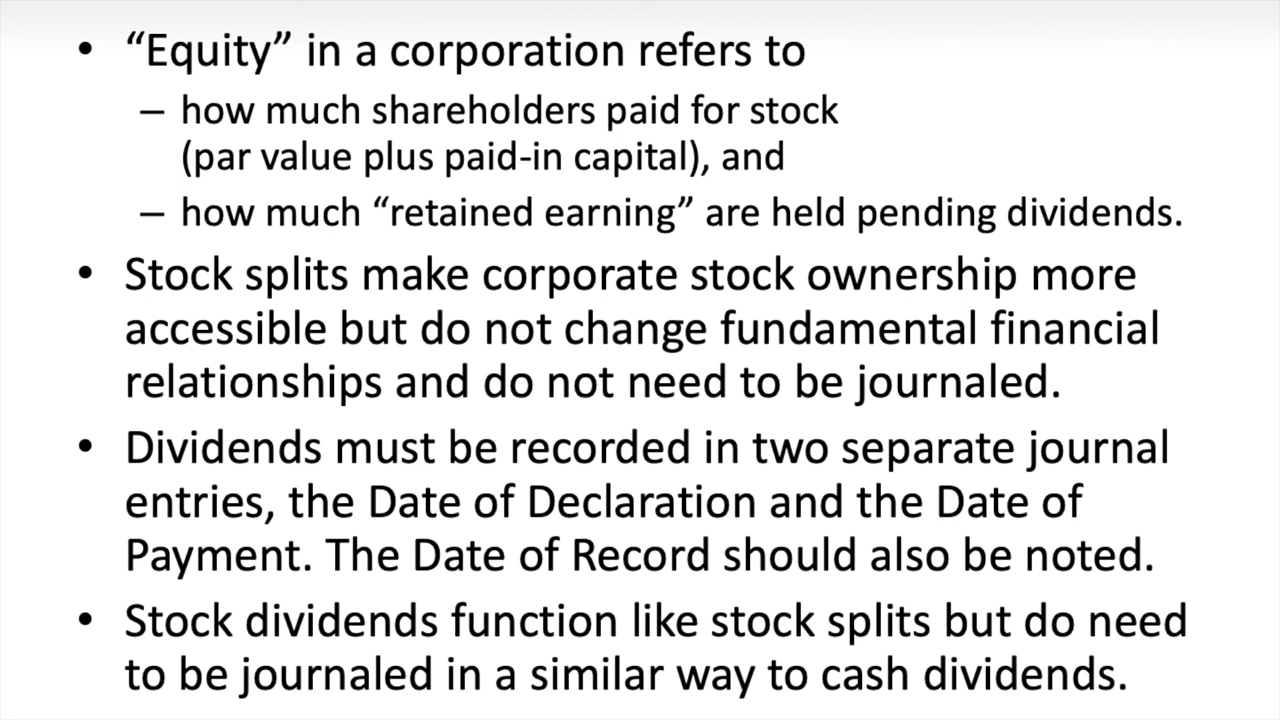 • “Equity” in a corporation refers to
– how much shareholders paid for stock
(par value plus paid-in capital), and
– how much “retained earning” are held pending dividends.
• Stock splits make corporate stock ownership more
accessible but do not change fundamental financial
relationships and do not need to be journaled.
• Dividends must be recorded in two separate journal
entries, the Date of Declaration and the Date of
Payment. The Date of Record should also be noted.
• Stock dividends function like stock splits but do need
to be journaled in a similar way to cash dividends.